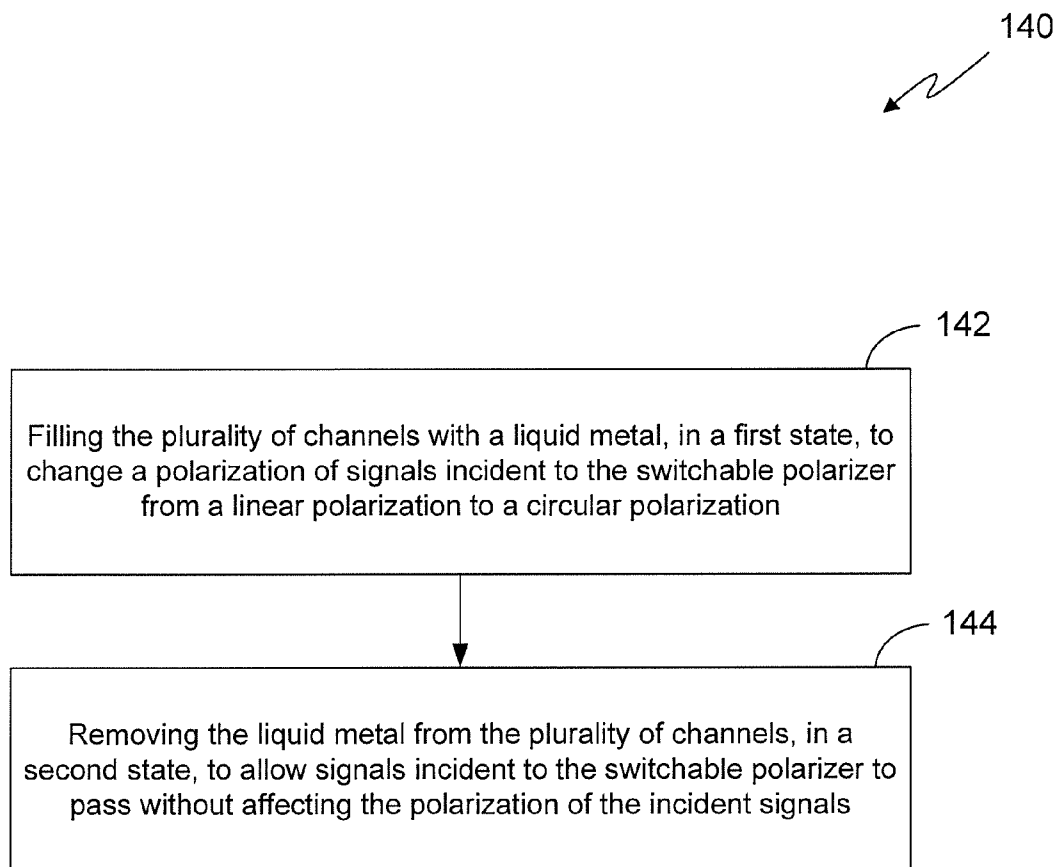 140
142
Filling the plurality of channels with a liquid metal, in a first state, to
change a polarization of signals incident to the switchable polarizer
from a linear polarization to a circular polarization
144
Removing the liquid metal from the plurality of channels, in a
second state, to allow signals incident to the switchable polarizer to
pass without affecting the polarization of the incident signals